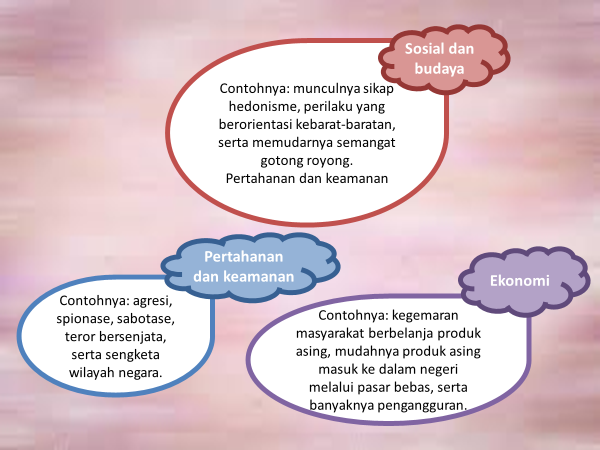 Sosial dan
budaya
Contohnya: munculnya sikap
hedonisme, perilaku yang
berorientasi kebarat-baratan,
serta memudarnya semangat
gotong royong.
Pertahanan dan keamanan
Pertahanan
dan keamanan
Contohnya: agresi,
spionase, sabotase,
teror bersenjata,
serta sengketa
wilayah negara.
Ekonomi
Contohnya: kegemaran
masyarakat berbelanja produk
asing, mudahnya produk asing
masuk ke dalam negeri
melalui pasar bebas, serta
banyaknya pengangguran.